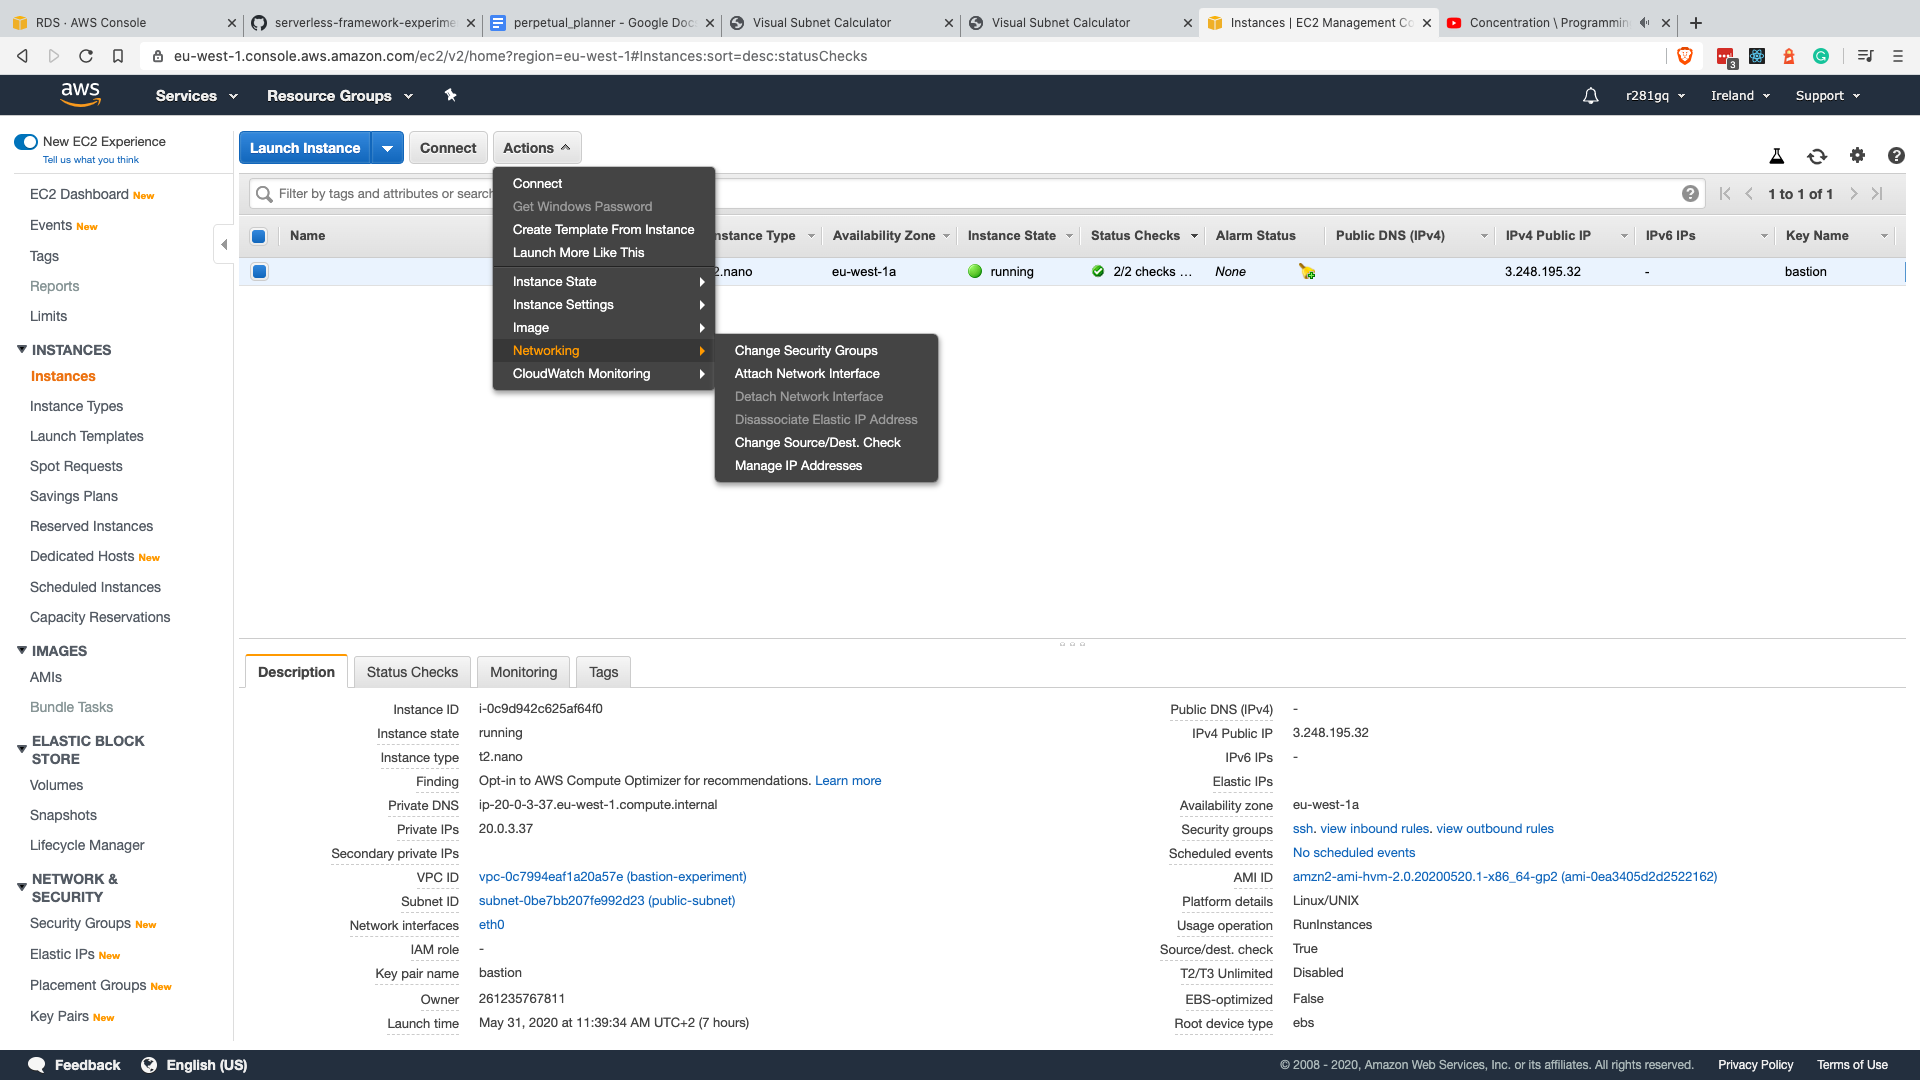 RDS · AWS Console
serverless-framework-experime
perpetual_planner - Google Doc
Visual Subnet Calculator
Visual Subnet Calculator
Instances | EC2 Management Co
Concentration \ Programmin
eu-west-1.console.aws.amazon.com/ec2/v2/home?region=eu-west-1#Instances:sort=desc:statusChecks
3
aws
Services
Resource Groups
r281gq
Ireland
Support
New EC2 Experience
Tell us what you think
EC2 Dashboard New
Events New
Tags
Reports
Limits
INSTANCES
Instances
Instance Types
Launch Templates
Spot Requests
Savings Plans
Reserved Instances
Dedicated Hosts New
Scheduled Instances
Capacity Reservations
IMAGES
AMIs
Bundle Tasks
ELASTIC BLOCK
STORE
Volumes
Snapshots
Lifecycle Manager
NETWORK &
SECURITY
Security Groups New
Elastic IPs New
Placement Groups New
Key Pairs New
Launch Instance
Connect
Actions
Filter by tags and attributes or search
1 to 1 of 1
Name
nstance Type
Availability Zone
Instance State
Status Checks
Alarm Status
Public DNS (IPv4)
IPv4 Public IP
IPv6 IPs
Key Name
2.nano
eu-west-1a
running
2/2 checks ...
None
3.248.195.32
-
bastion
Connect
Get Windows Password
Create Template From Instance
Launch More Like This
Instance State
Instance Settings
Image
Networking
CloudWatch Monitoring
Change Security Groups
Attach Network Interface
Detach Network Interface
Disassociate Elastic IP Address
Change Source/Dest. Check
Manage IP Addresses
Description
Status Checks
Monitoring
Tags
Instance ID i-0c9d942c625af64f0
Instance state running
Instance type t2.nano
Finding Opt-in to AWS Compute Optimizer for recommendations. Learn more
Private DNS ip-20-0-3-37.eu-west-1.compute.internal
Private IPs 20.0.3.37
Secondary private IPs
VPC ID vpc-0c7994eaf1a20a57e (bastion-experiment)
Subnet ID subnet-0be7bb207fe992d23 (public-subnet)
Network interfaces eth0
IAM role -
Key pair name bastion
Owner 261235767811
Launch time May 31, 2020 at 11:39:34 AM UTC+2 (7 hours)
Public DNS (IPv4) -
IPv4 Public IP 3.248.195.32
IPv6 IPs -
Elastic IPs
Availability zone eu-west-1a
Security groups ssh. view inbound rules. view outbound rules
Scheduled events No scheduled events
AMI ID amzn2-ami-hvm-2.0.20200520.1-x86_64-gp2 (ami-0ea3405d2d2522162)
Platform details Linux/UNIX
Usage operation RunInstances
Source/dest. check True
T2/T3 Unlimited Disabled
EBS-optimized False
Root device type ebs
Feedback
English (US)
© 2008 - 2020, Amazon Web Services, Inc. or its affiliates. All rights reserved.
Privacy Policy
Terms of Use